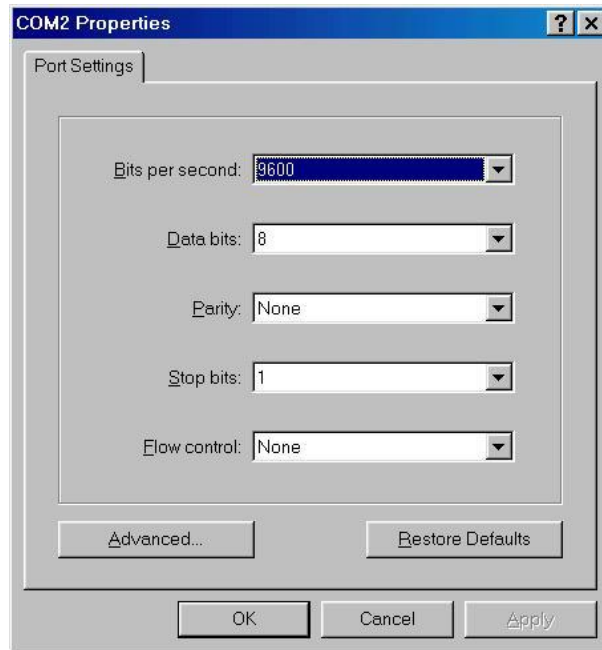 COM2 Properties
Port Settings
Bits per second: 9600
Data bits: 8
Parity: None
Stop bits: 1
Flow control: None
Advanced... Restore Defaults
OK Cancel Apply